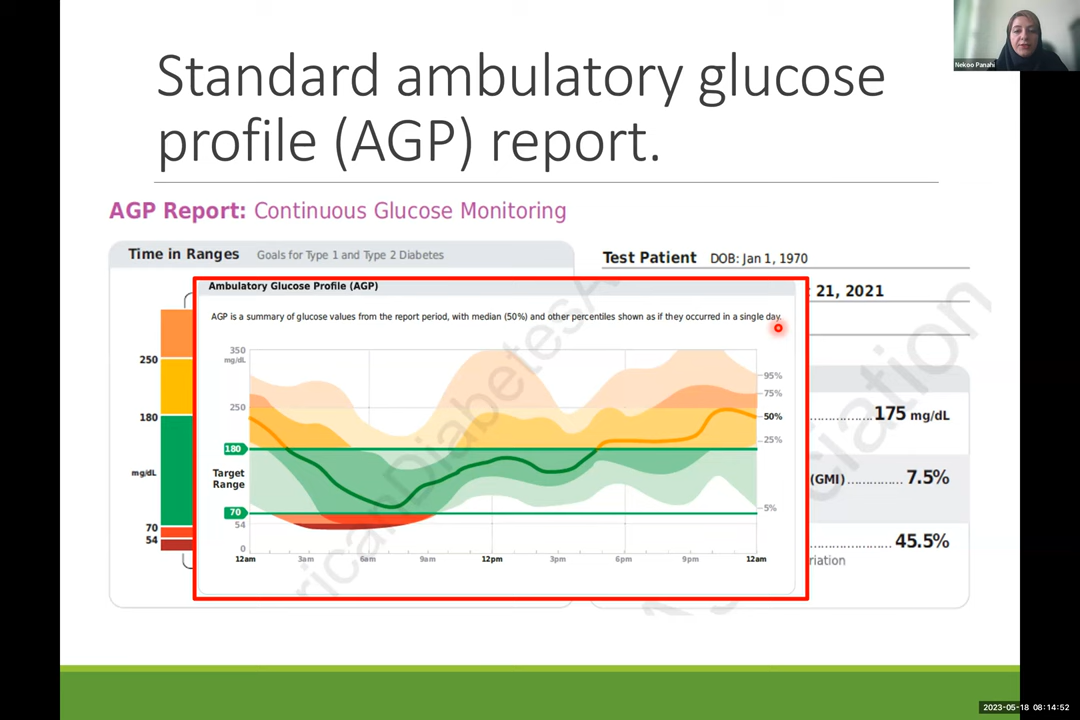 Nekoo Panahi
Standard ambulatory glucose
profile (AGP) report.
AGP Report: Continuous Glucose Monitoring
Time in Ranges Goals for Type 1 and Type 2 Diabetes
Test Patient DOB: Jan 1, 1970
21, 2021
Ambulatory Glucose Profile (AGP)
AGP is a summary of glucose values from the report period, with median (50%) and other percentiles shown as if they occurred in a single day.
250
180
mg/dL
70
54
350
mg/dL
250
180
Target
Range
70
54
0
95%
75%
50%
25%
5%
12am 3am 6am 9am 12pm 3pm 6pm 9pm 12am
175 mg/dL
(GMI) 7.5%
45.5%
riation
rican Diabetes A
ciation
2023-05-18 08:14:52